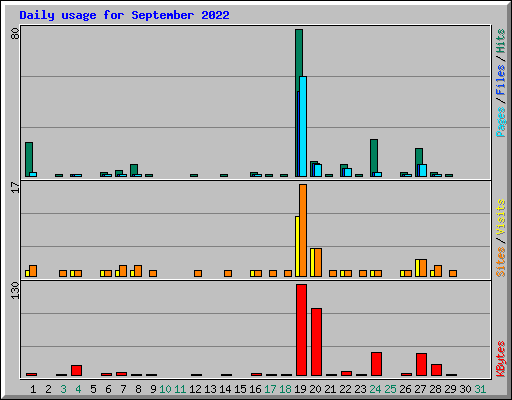 Daily usage for September 2022
80
Pages / Files / Hits
17
Sites / Visits
130
KBytes
1 2 3 4 5 6 7 8 9 10 11 12 13 14 15 16 17 18 19 20 21 22 23 24 25 26 27 28 29 30 31